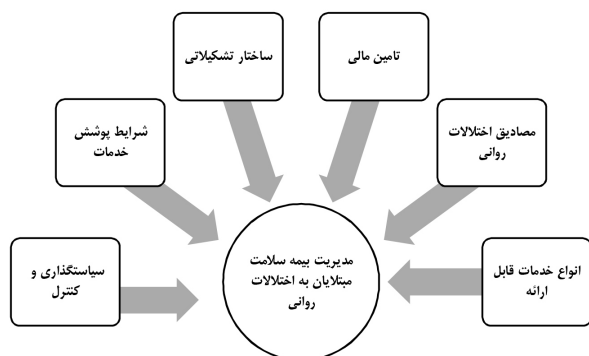 تامین مالی
ساختار تشکیلاتی
مصادیق اختلالات
روانی
شرایط پوشش
خدمات
انواع خدمات قابل
ارائه
مدیریت بیمه سلامت
مبتلایان به اختلالات
روانی
سیاستگذاری و
کنترل